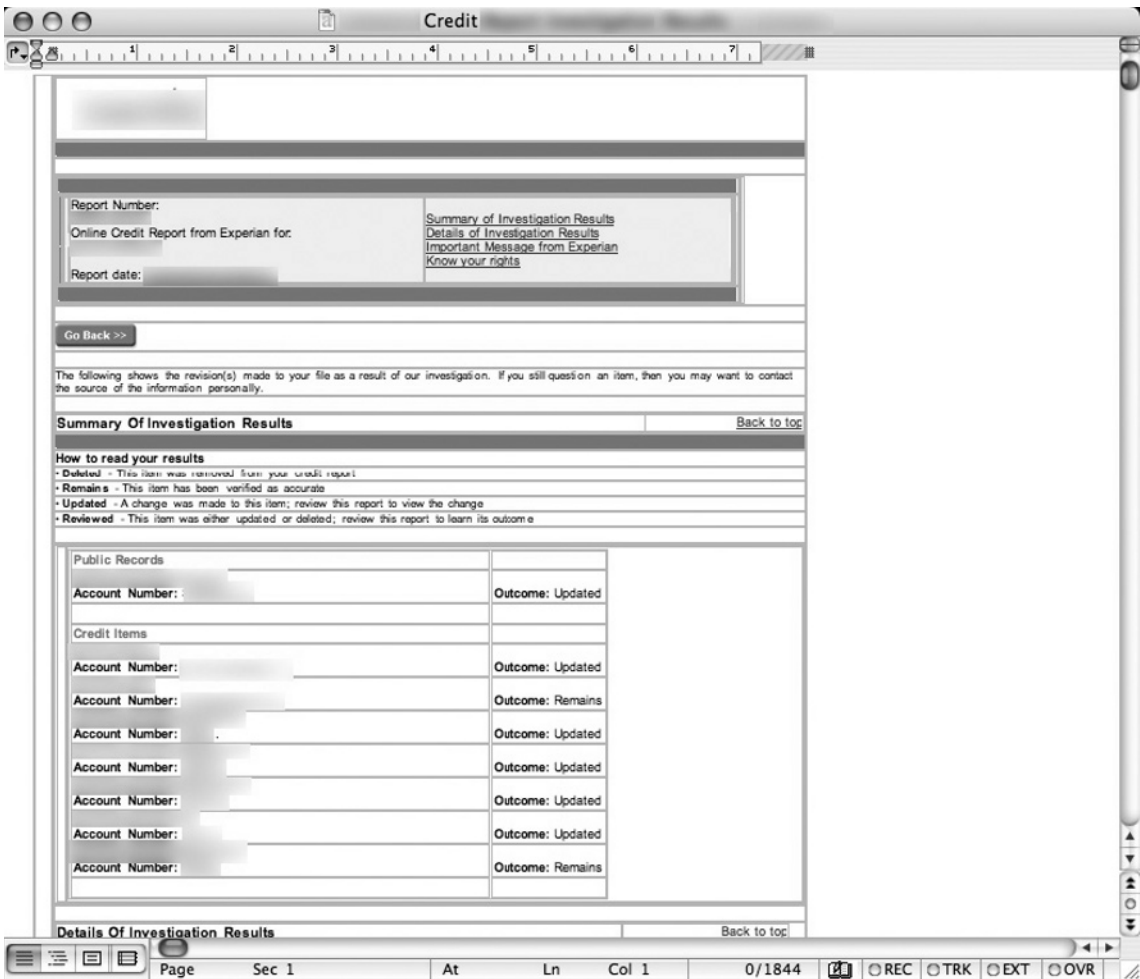 Credit
1 2 3 4 5 6 7
Report Number:
Online Credit Report from Experian for:
Report date:
Summary of Investigation Results
Details of Investigation Results
Important Message from Experian
Know your rights
Go Back >>
The following shows the revision(s) made to your file as a result of our investigation. If you still question an item, then you may want to contact
the source of the information personally.
Summary Of Investigation Results Back to top
How to read your results
• Deleted - This item was removed from your credit report
• Remains - This item has been verified as accurate
• Updated - A change was made to this item; review this report to view the change
• Reviewed - This item was either updated or deleted; review this report to learn its outcome
Public Records
Account Number: Outcome: Updated
Credit Items
Account Number: Outcome: Updated
Account Number: Outcome: Remains
Account Number: Outcome: Updated
Account Number: Outcome: Updated
Account Number: Outcome: Updated
Account Number: Outcome: Updated
Account Number: Outcome: Remains
Details Of Investigation Results Back to top
Page Sec 1 At Ln Col 1 0/1844 REC TRK EXT OVR